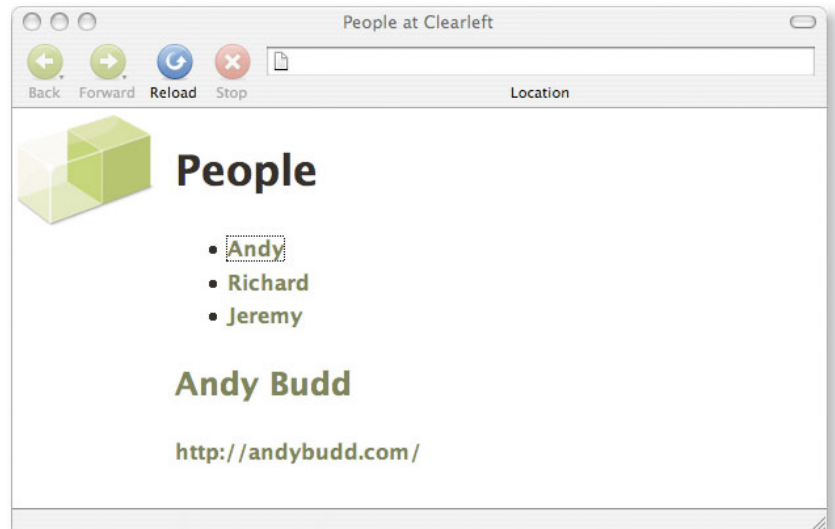 People at Clearleft
Back Forward Reload Stop Location
People
• Andy
• Richard
• Jeremy
Andy Budd
http://andybudd.com/